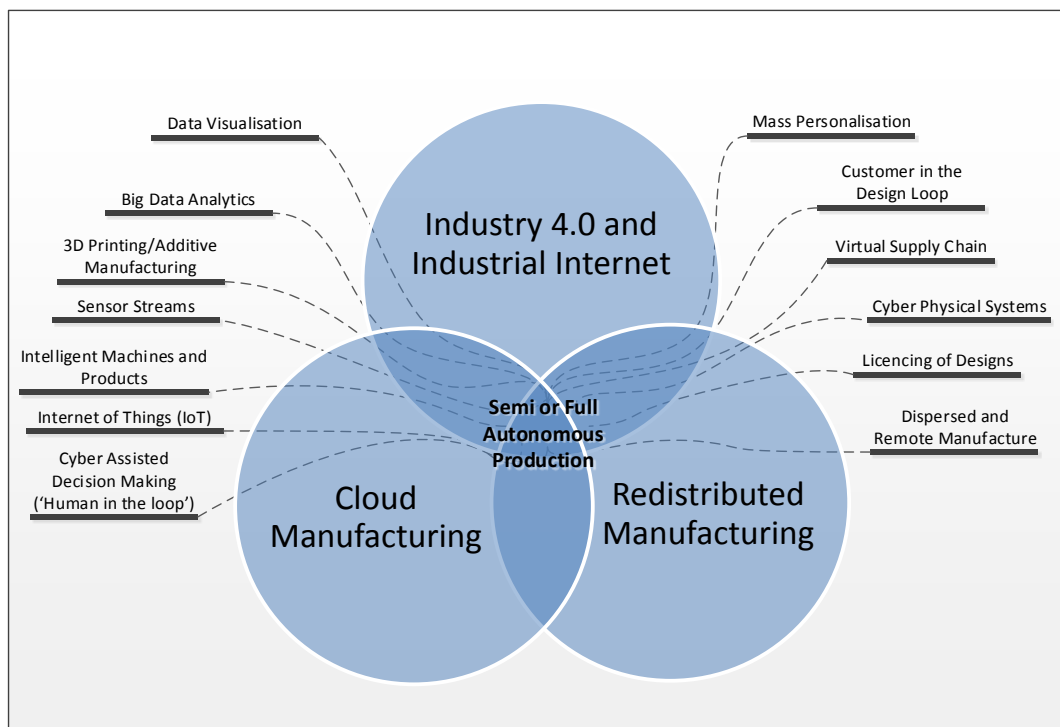 Data Visualisation
Big Data Analytics
3D Printing/Additive
Manufacturing
Sensor Streams
Intelligent Machines and
Products
Internet of Things (IoT)
Cyber Assisted
Decision Making
(‘Human in the loop’)
Industry 4.0 and
Industrial Internet
Semi or Full
Autonomous
Production
Cloud
Manufacturing
Redistributed
Manufacturing
Mass Personalisation
Customer in the
Design Loop
Virtual Supply Chain
Cyber Physical Systems
Licencing of Designs
Dispersed and
Remote Manufacture